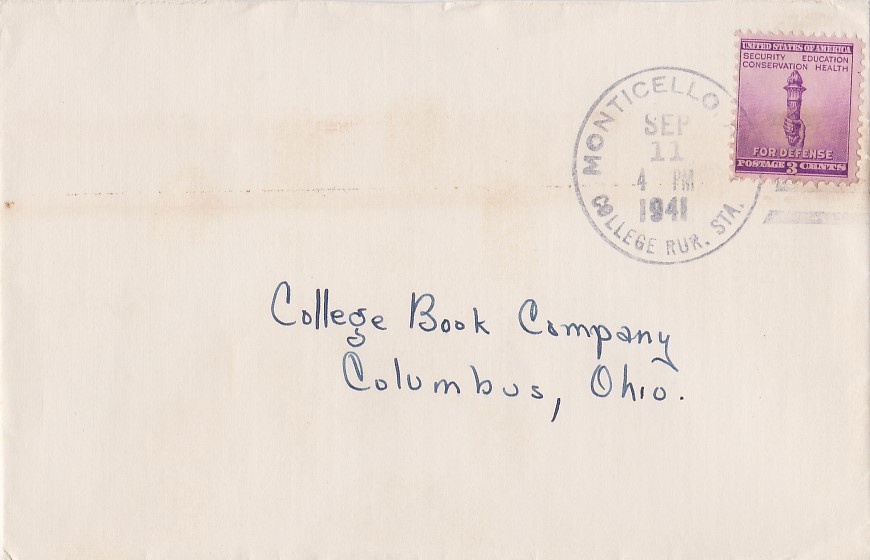 UNITED STATES OF AMERICA
SECURITY EDUCATION
CONSERVATION HEALTH
FOR DEFENSE
POSTAGE 3 CENTS
MONTICELLO,
SEP
11
4 PM
1941
COLLEGE RUR. STA.
College Book Company
Columbus, Ohio.